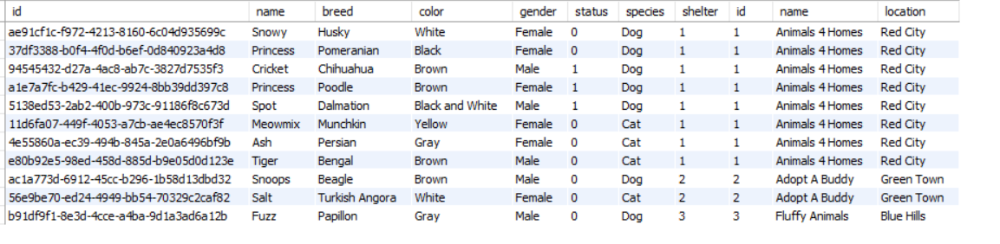 id name breed color gender status species shelter id name location
ae91cf1c-f972-4213-8160-6c04d935699c Snowy Husky White Female 0 Dog 1 1 Animals 4 Homes Red City
37df3388-b0f4-4f0d-b6ef-0d840923a4d8 Princess Pomeranian Black Female 0 Dog 1 1 Animals 4 Homes Red City
94545432-d27a-4ac8-ab7c-3827d7535f3 Cricket Chihuahua Brown Male 1 Dog 1 1 Animals 4 Homes Red City
a1e7a7fc-b429-41ec-9924-8bb39dd397c8 Princess Poodle Brown Female 1 Dog 1 1 Animals 4 Homes Red City
5138ed53-2ab2-400b-973c-91186f8c673d Spot Dalmation Black and White Male 1 Dog 1 1 Animals 4 Homes Red City
11d6fa07-449f-4053-a7cb-ae4ec8570f3f Meowmix Munchkin Yellow Female 0 Cat 1 1 Animals 4 Homes Red City
4e55860a-ec39-494b-845a-2e0a6496bf9b Ash Persian Gray Female 0 Cat 1 1 Animals 4 Homes Red City
e80b92e5-98ed-458d-885d-b9e05d0d123e Tiger Bengal Brown Male 0 Cat 1 1 Animals 4 Homes Red City
ac1a773d-6912-45cc-b296-1b58d13dbd32 Snoops Beagle Brown Male 0 Dog 2 2 Adopt A Buddy Green Town
56e9be70-ed24-4949-bb54-70329c2caf82 Salt Turkish Angora White Female 0 Cat 2 2 Adopt A Buddy Green Town
b91df9f1-8e3d-4cce-a4ba-9d1a3ad6a12b Fuzz Papillon Gray Male 0 Dog 3 3 Fluffy Animals Blue Hills